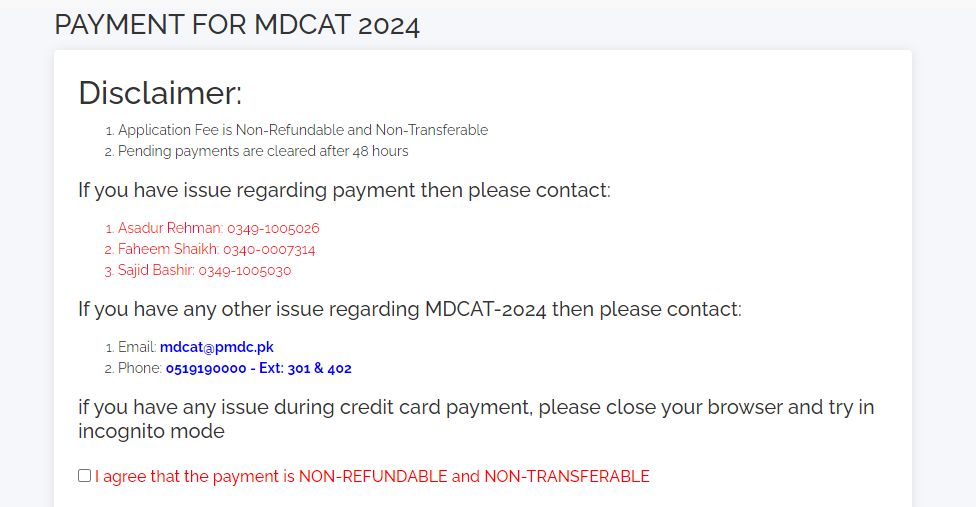 PAYMENT FOR MDCAT 2024
Disclaimer:
1. Application Fee is Non-Refundable and Non-Transferable
2. Pending payments are cleared after 48 hours
If you have issue regarding payment then please contact:
1. Asadur Rehman: 0349-1005026
2. Faheem Shaikh: 0340-0007314
3. Sajid Bashir: 0349-1005030
If you have any other issue regarding MDCAT-2024 then please contact:
1. Email: mdcat@pmdc.pk
2. Phone: 0519190000 - Ext: 301 & 402
if you have any issue during credit card payment, please close your browser and try in
incognito mode
I agree that the payment is NON-REFUNDABLE and NON-TRANSFERABLE